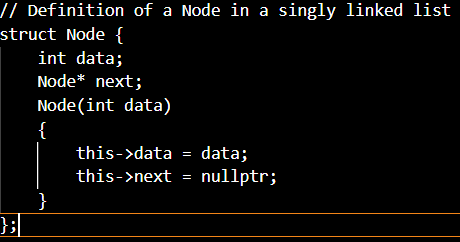 // Definition of a Node in a singly linked list
struct Node {
    int data;
    Node* next;
    Node(int data)
    {
        this->data = data;
        this->next = nullptr;
    }
};